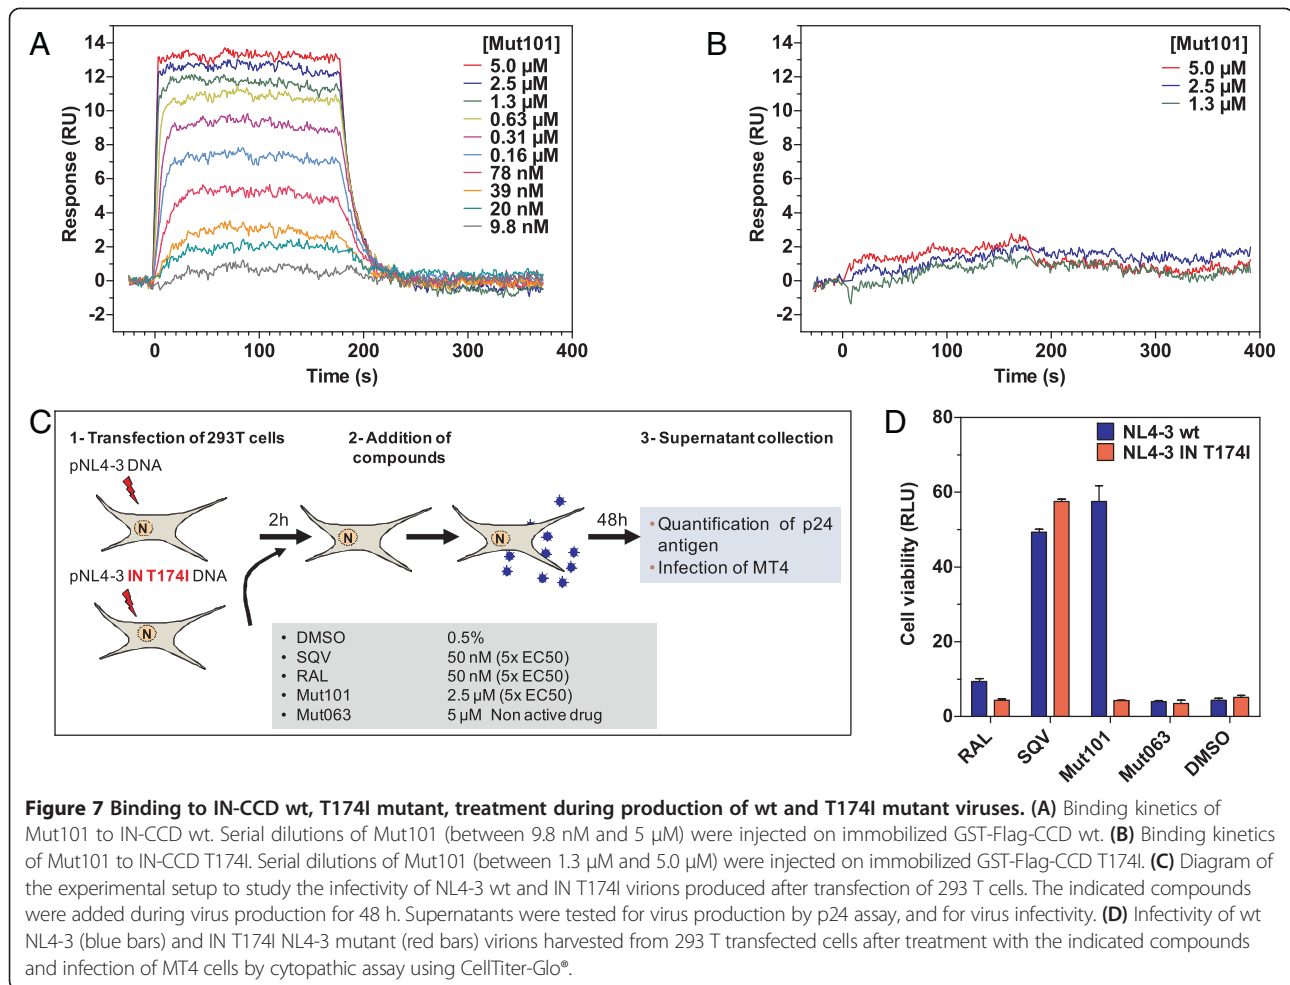 A
14
12
10
8
6
4
2
0
-2
Response (RU)
0
100
200
300
400
Time (s)
[Mut101]
5.0 µM
2.5 µM
1.3 µM
0.63 µM
0.31 µM
0.16 µM
78 nM
39 nM
20 nM
9.8 nM
B
14
12
10
8
6
4
2
0
-2
Response (RU)
0
100
200
300
400
Time (s)
[Mut101]
5.0 µM
2.5 µM
1.3 µM
C
1- Transfection of 293T cells
pNL4-3 DNA
N
pNL4-3 IN T174I DNA
N
2h
2- Addition of
compounds
N
N
48h
3- Supernatant collection
• Quantification of p24
antigen
• Infection of MT4
• DMSO 0.5%
• SQV 50 nM (5x EC50)
• RAL 50 nM (5x EC50)
• Mut101 2.5 µM (5x EC50)
• Mut063 5 µM Non active drug
D
80
60
40
20
0
Cell viability (RLU)
NL4-3 wt
NL4-3 IN T174I
RAL
SQV
Mut101
Mut063
DMSO
Figure 7 Binding to IN-CCD wt, T174I mutant, treatment during production of wt and T174I mutant viruses. (A) Binding kinetics of
Mut101 to IN-CCD wt. Serial dilutions of Mut101 (between 9.8 nM and 5 µM) were injected on immobilized GST-Flag-CCD wt. (B) Binding kinetics
of Mut101 to IN-CCD T174I. Serial dilutions of Mut101 (between 1.3 µM and 5.0 µM) were injected on immobilized GST-Flag-CCD T174I. (C) Diagram of
the experimental setup to study the infectivity of NL4-3 wt and IN T174I virions produced after transfection of 293 T cells. The indicated compounds
were added during virus production for 48 h. Supernatants were tested for virus production by p24 assay, and for virus infectivity. (D) Infectivity of wt
NL4-3 (blue bars) and IN T174I NL4-3 mutant (red bars) virions harvested from 293 T transfected cells after treatment with the indicated compounds
and infection of MT4 cells by cytopathic assay using CellTiter-Glo®.